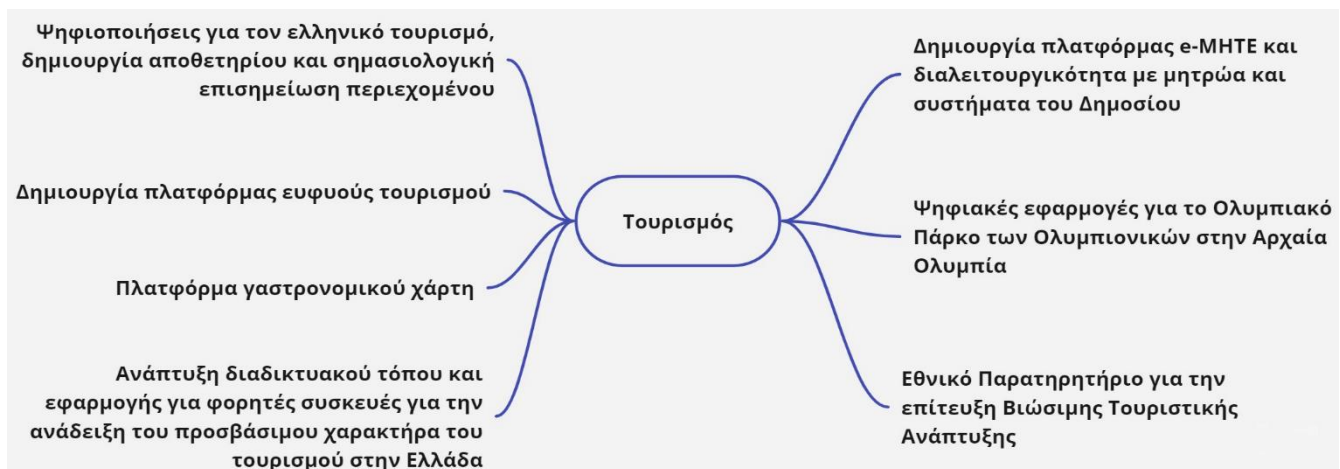 Ψηφιοποιήσεις για τον ελληνικό τουρισμό,
δημιουργία αποθετηρίου και σημασιολογική
επισημείωση περιεχομένου
Δημιουργία πλατφόρμας ευφυούς τουρισμού
Πλατφόρμα γαστρονομικού χάρτη
Ανάπτυξη διαδικτυακού τόπου και
εφαρμογής για φορητές συσκευές για την
ανάδειξη του προσβάσιμου χαρακτήρα του
τουρισμού στην Ελλάδα
Τουρισμός
Δημιουργία πλατφόρμας e-ΜΗΤΕ και
διαλειτουργικότητα με μητρώα και
συστήματα του Δημοσίου
Ψηφιακές εφαρμογές για το Ολυμπιακό
Πάρκο των Ολυμπιονικών στην Αρχαία
Ολυμπία
Εθνικό Παρατηρητήριο για την
επίτευξη Βιώσιμης Τουριστικής
Ανάπτυξης